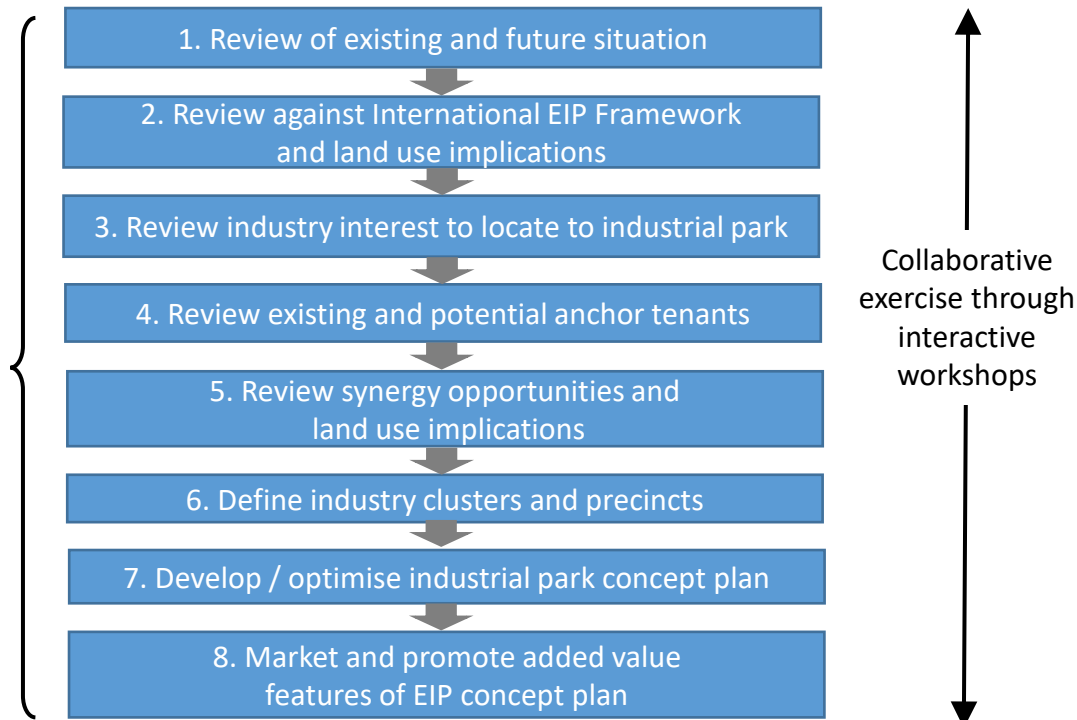 1. Review of existing and future situation
2. Review against International EIP Framework
and land use implications
3. Review industry interest to locate to industrial park
4. Review existing and potential anchor tenants
5. Review synergy opportunities and
land use implications
6. Define industry clusters and precincts
7. Develop / optimise industrial park concept plan
8. Market and promote added value
features of EIP concept plan
Collaborative
exercise through
interactive
workshops